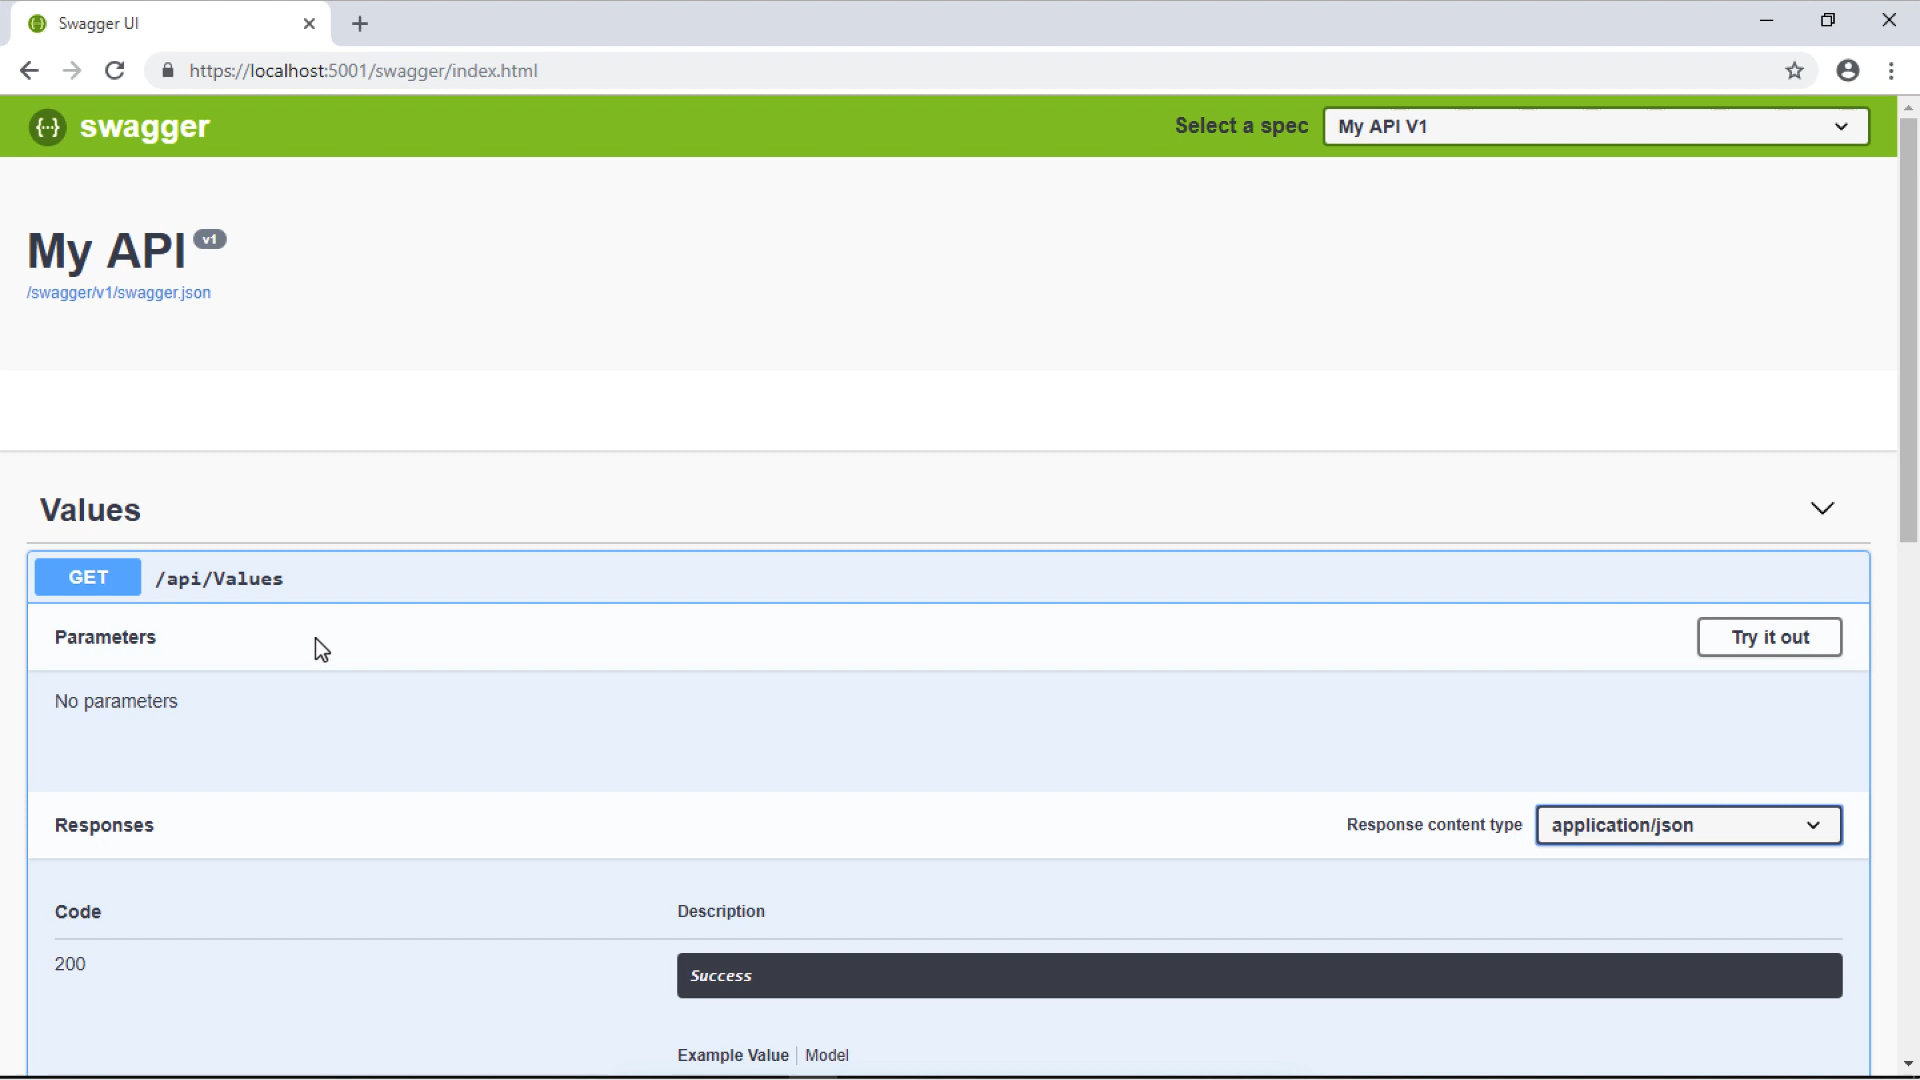 Swagger UI
https://localhost:5001/swagger/index.html
{···} swagger
Select a spec
My API V1
My API v1
/swagger/v1/swagger.json
Values
GET /api/Values
Parameters
Try it out
No parameters
Responses
Response content type
application/json
Code
Description
200
Success
Example Value
Model